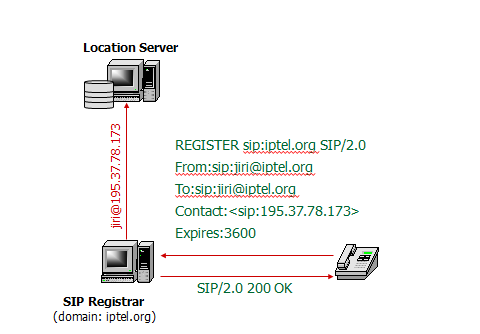 Location Server
jiri@195.37.78.173
REGISTER sip:iptel.org SIP/2.0
From:sip:jiri@iptel.org
To:sip:jiri@iptel.org
Contact:<sip:195.37.78.173>
Expires:3600
SIP/2.0 200 OK
SIP Registrar
(domain: iptel.org)